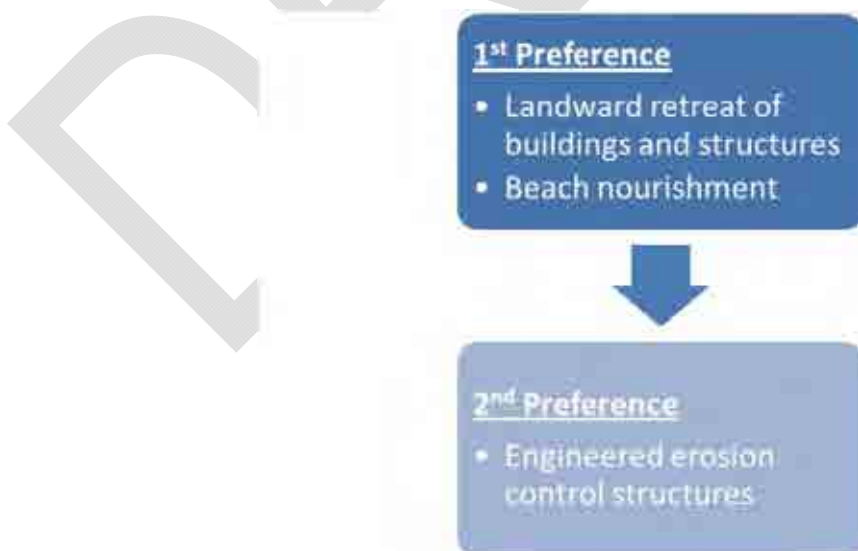 1st Preference
• Landward retreat of
buildings and structures
• Beach nourishment
2nd Preference
• Engineered erosion
control structures